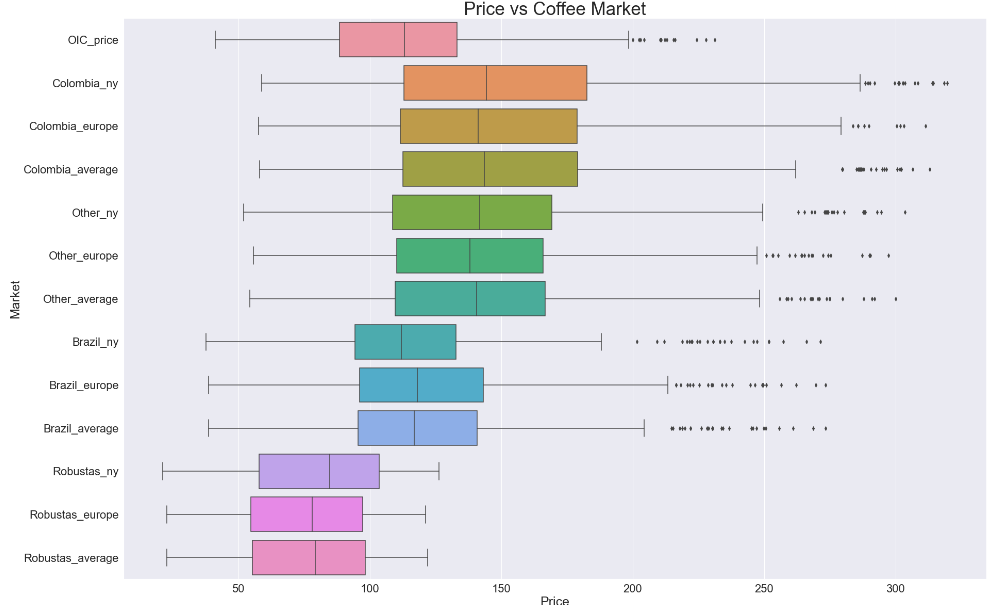 Price vs Coffee Market
OIC_price
Colombia_ny
Colombia_europe
Colombia_average
Other_ny
Other_europe
Other_average
Brazil_ny
Brazil_europe
Brazil_average
Robustas_ny
Robustas_europe
Robustas_average
Market
50 100 150 200 250 300
Price